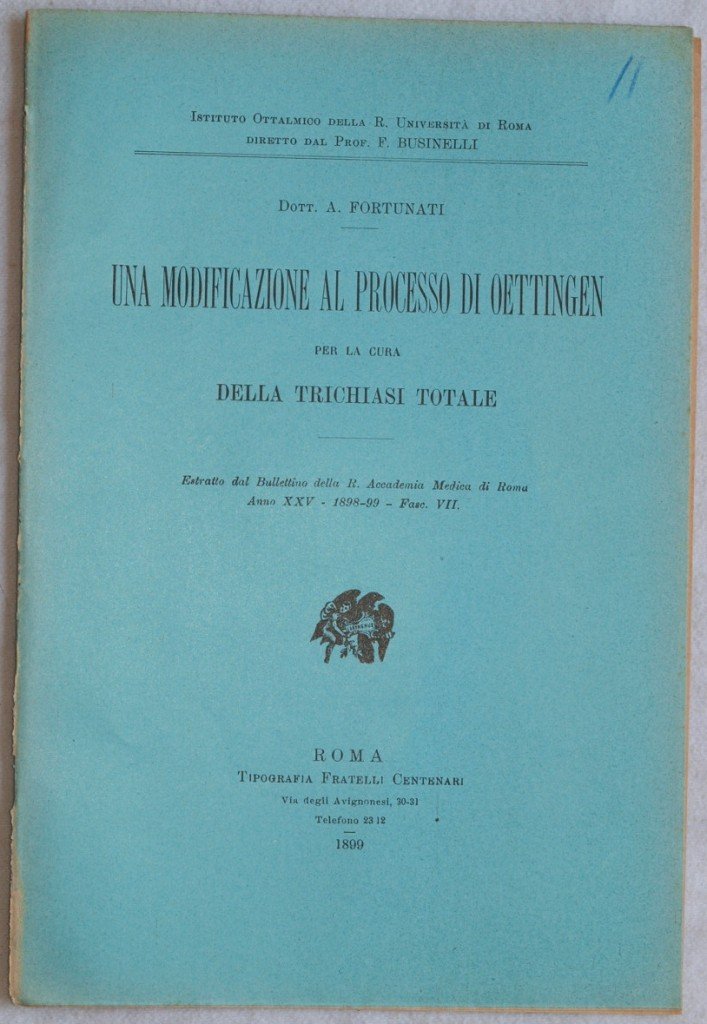 11
Istituto Ottalmico della R. Università di Roma
diretto dal Prof. F. BUSINELLI
Dott. A. FORTUNATI
UNA MODIFICAZIONE AL PROCESSO DI OETTINGEN
PER LA CURA
DELLA TRICHIASI TOTALE
Estratto dal Bullettino della R. Accademia Medica di Roma
Anno XXV - 1898-99 - Fasc. VII.
ROMA
Tipografia Fratelli Centenari
Via degli Avignonesi, 30-31
Telefono 2312
1899